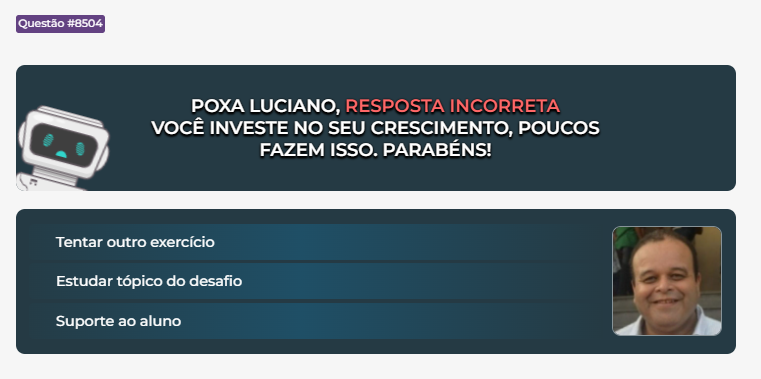 Questão #8504
POXA LUCIANO, RESPOSTA INCORRETA
VOCÊ INVESTE NO SEU CRESCIMENTO, POUCOS
FAZEM ISSO. PARABÉNS!
Tentar outro exercício
Estudar tópico do desafio
Suporte ao aluno